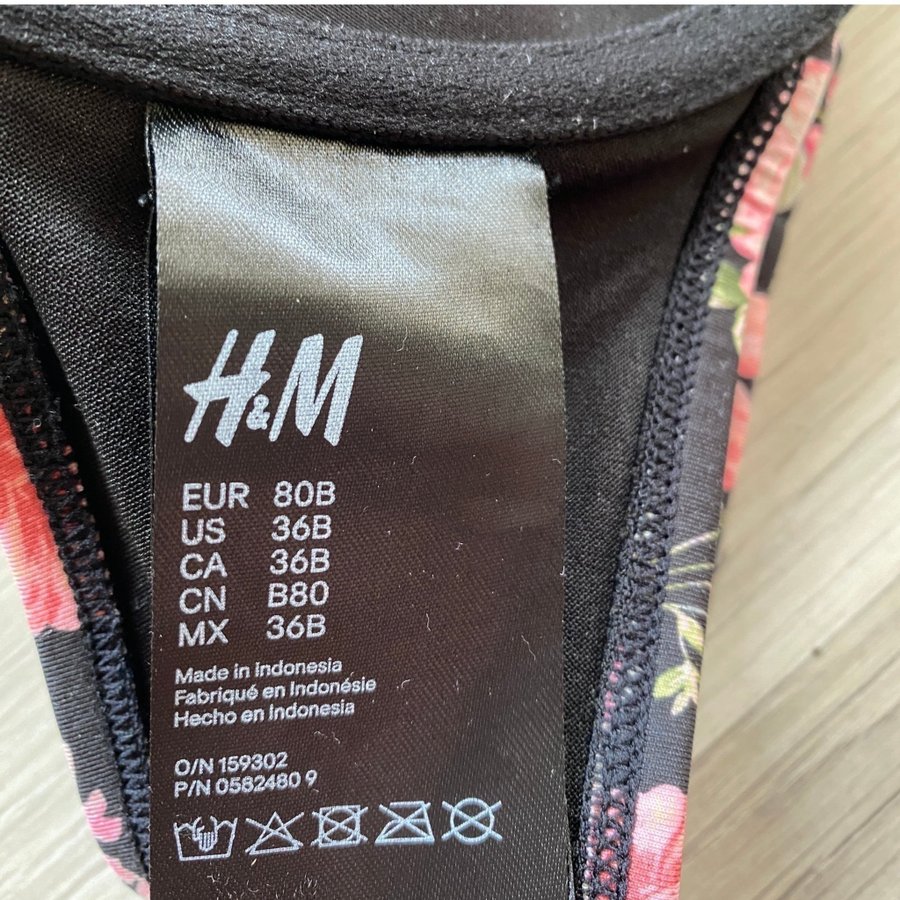 H&M
EUR 80B
US 36B
CA 36B
CN B80
MX 36B
Made in Indonesia
Fabriqué en Indonésie
Hecho en Indonesia
O/N 159302
P/N 0582480 9